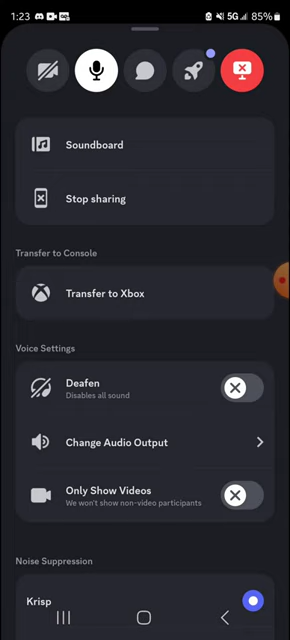 1:23
5G
85%
Soundboard
Stop sharing
Transfer to Console
Transfer to Xbox
Voice Settings
Deafen
Disables all sound
Change Audio Output
Only Show Videos
We won't show non-video participants
Noise Suppression
Krisp